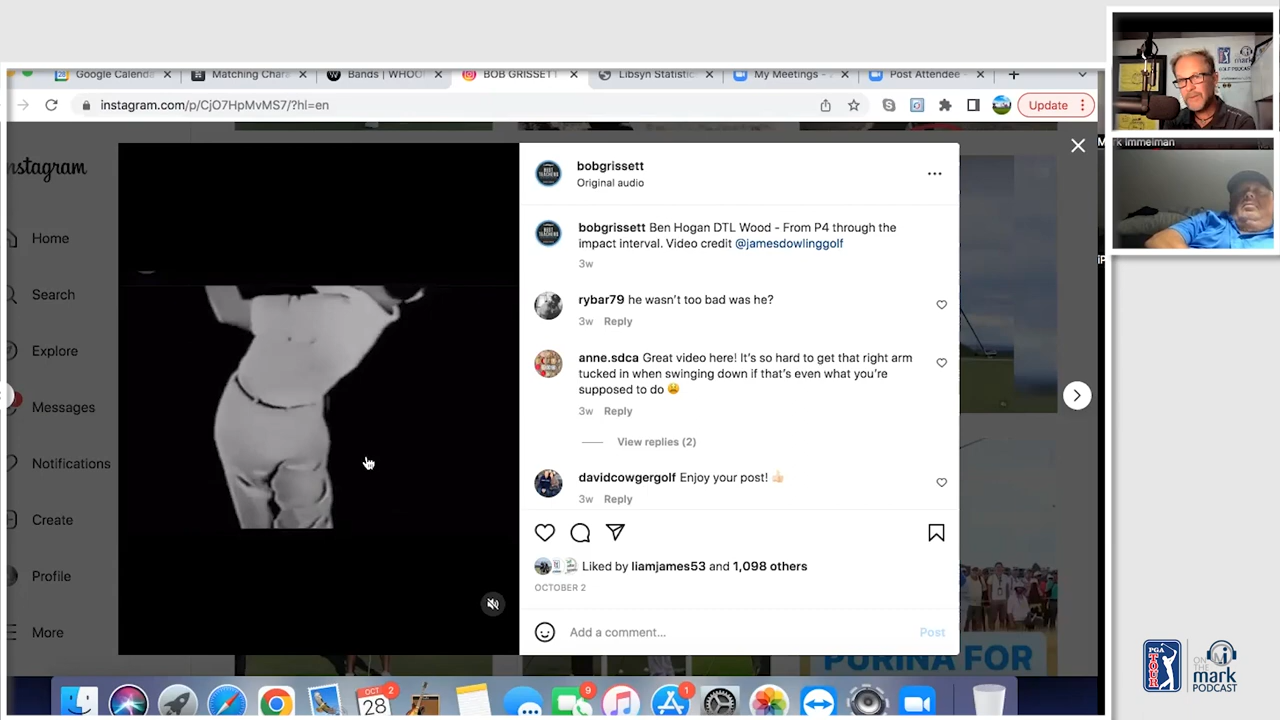 Google Calenda
Matching Chara
Bands | WHOO
BOB GRISSETT
Libsyn Statistic
My Meetings -
Post Attendee -
instagram.com/p/CjO7HpMvMS7/?hl=en
Update
nstagram
Home
Search
Explore
Messages
Notifications
Create
Profile
More
bobgrissett
Original audio
bobgrissett Ben Hogan DTL Wood - From P4 through the
impact interval. Video credit @jamesdowlinggolf
3w
rybar79 he wasn't too bad was he?
3w Reply
anne.sdca Great video here! It's so hard to get that right arm
tucked in when swinging down if that's even what you're
supposed to do 😫
3w Reply
View replies (2)
davidcowgergolf Enjoy your post! 👍🏻
3w Reply
Liked by liamjames53 and 1,098 others
OCTOBER 2
Add a comment...
Post
PURINA FOR
OCT
28
2
9
1
k Immelman
PGA
TOUR
ON THE
mark
PODCAST